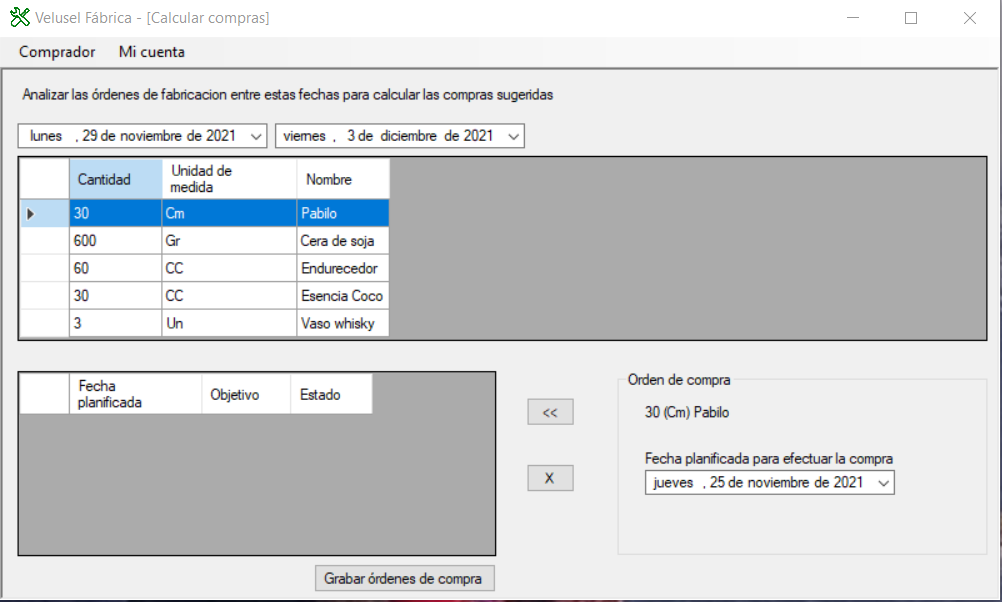 Velusel Fábrica - [Calcular compras]
Comprador Mi cuenta
Analizar las órdenes de fabricacion entre estas fechas para calcular las compras sugeridas
lunes , 29 de noviembre de 2021 viernes , 3 de diciembre de 2021
Cantidad Unidad de medida Nombre
30 Cm Pabilo
600 Gr Cera de soja
60 CC Endurecedor
30 CC Esencia Coco
3 Un Vaso whisky
Fecha planificada Objetivo Estado
<<
X
Grabar órdenes de compra
Orden de compra
30 (Cm) Pabilo
Fecha planificada para efectuar la compra
jueves , 25 de noviembre de 2021